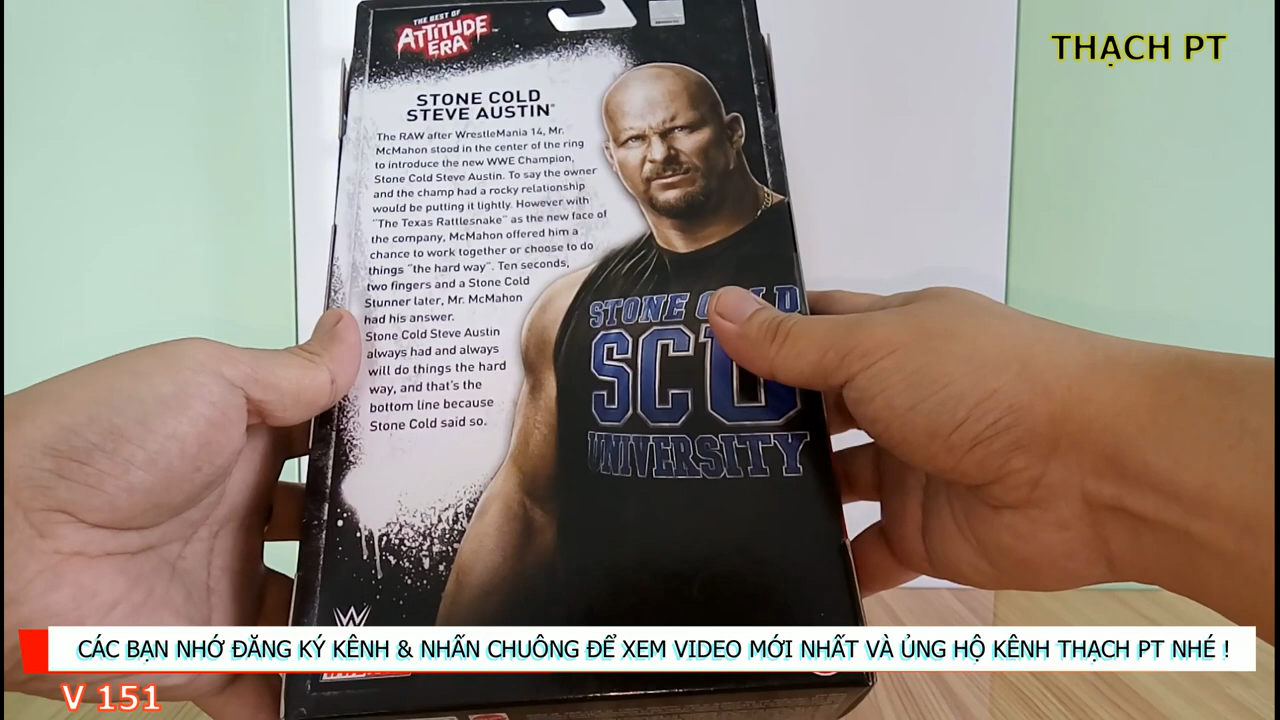 THẠCH PT
THE BEST OF
ATTITUDE
ERA
STONE COLD
STEVE AUSTIN
The RAW after WrestleMania 14, Mr.
McMahon stood in the center of the ring
to introduce the new WWE Champion,
Stone Cold Steve Austin. To say the owner
and the champ had a rocky relationship
would be putting it lightly. However with
"The Texas Rattlesnake" as the new face of
the company, McMahon offered him a
chance to work together or choose to do
things "the hard way". Ten seconds,
two fingers and a Stone Cold
Stunner later, Mr. McMahon
had his answer.
Stone Cold Steve Austin
always had and always
will do things the hard
way, and that's the
bottom line because
Stone Cold said so.
STONE COLD
SCU
UNIVERSITY
W
CÁC BẠN NHỚ ĐĂNG KÝ KÊNH & NHẤN CHUÔNG ĐỂ XEM VIDEO MỚI NHẤT VÀ ỦNG HỘ KÊNH THẠCH PT NHÉ !
V 151